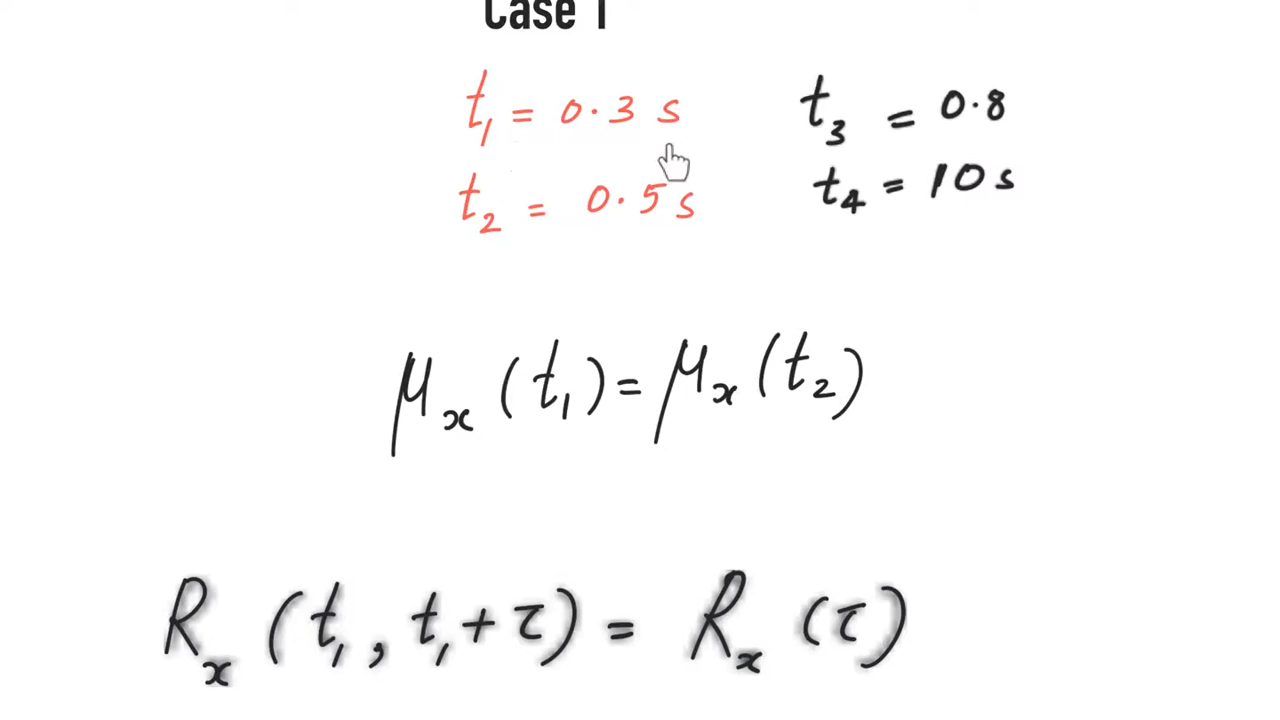 Case 1
t₁ = 0.3 s
t₃ = 0.8
t₂ = 0.5 s
t₄ = 10 s
μₓ (t₁) = μₓ (t₂)
Rₓ (t₁, t₁ + τ) = Rₓ (τ)